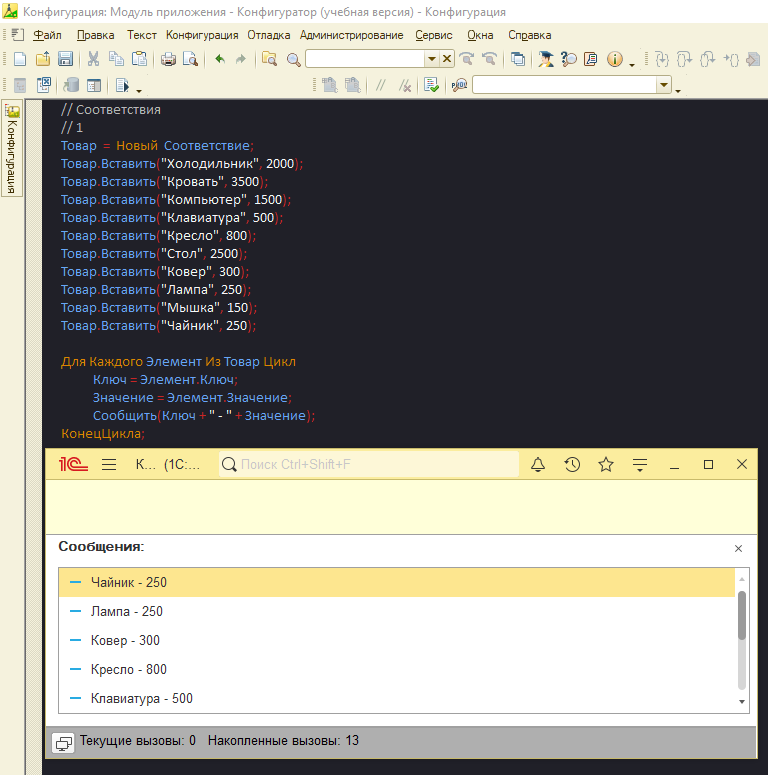 Конфигурация: Модуль приложения - Конфигуратор (учебная версия) - Конфигурация
Файл Правка Текст Конфигурация Отладка Администрирование Сервис Окна Справка
Конфигурация
// Соответствия
// 1
Товар = Новый Соответствие;
Товар.Вставить("Холодильник", 2000);
Товар.Вставить("Кровать", 3500);
Товар.Вставить("Компьютер", 1500);
Товар.Вставить("Клавиатура", 500);
Товар.Вставить("Кресло", 800);
Товар.Вставить("Стол", 2500);
Товар.Вставить("Ковер", 300);
Товар.Вставить("Лампа", 250);
Товар.Вставить("Мышка", 150);
Товар.Вставить("Чайник", 250);
Для Каждого Элемент Из Товар Цикл
Ключ = Элемент.Ключ;
Значение = Элемент.Значение;
Сообщить(Ключ + " - " + Значение);
КонецЦикла;
1С К... (1С:... Поиск Ctrl+Shift+F
Сообщения:
Чайник - 250
Лампа - 250
Ковер - 300
Кресло - 800
Клавиатура - 500
Текущие вызовы: 0 Накопленные вызовы: 13